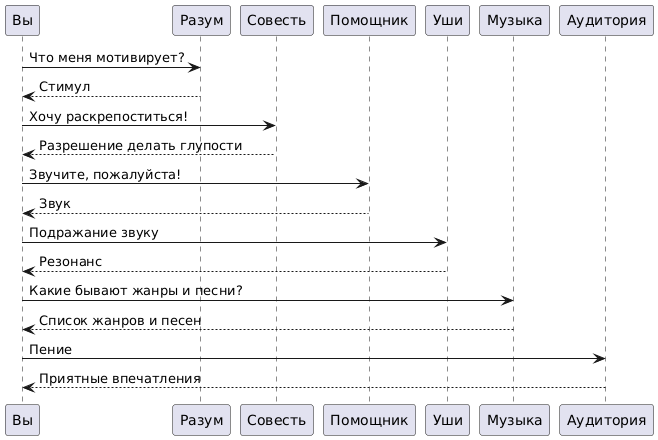 Вы Разум Совесть Помощник Уши Музыка Аудитория
Что меня мотивирует?
Стимул
Хочу раскрепоститься!
Разрешение делать глупости
Звучите, пожалуйста!
Звук
Подражание звуку
Резонанс
Какие бывают жанры и песни?
Список жанров и песен
Пение
Приятные впечатления
Вы Разум Совесть Помощник Уши Музыка Аудитория